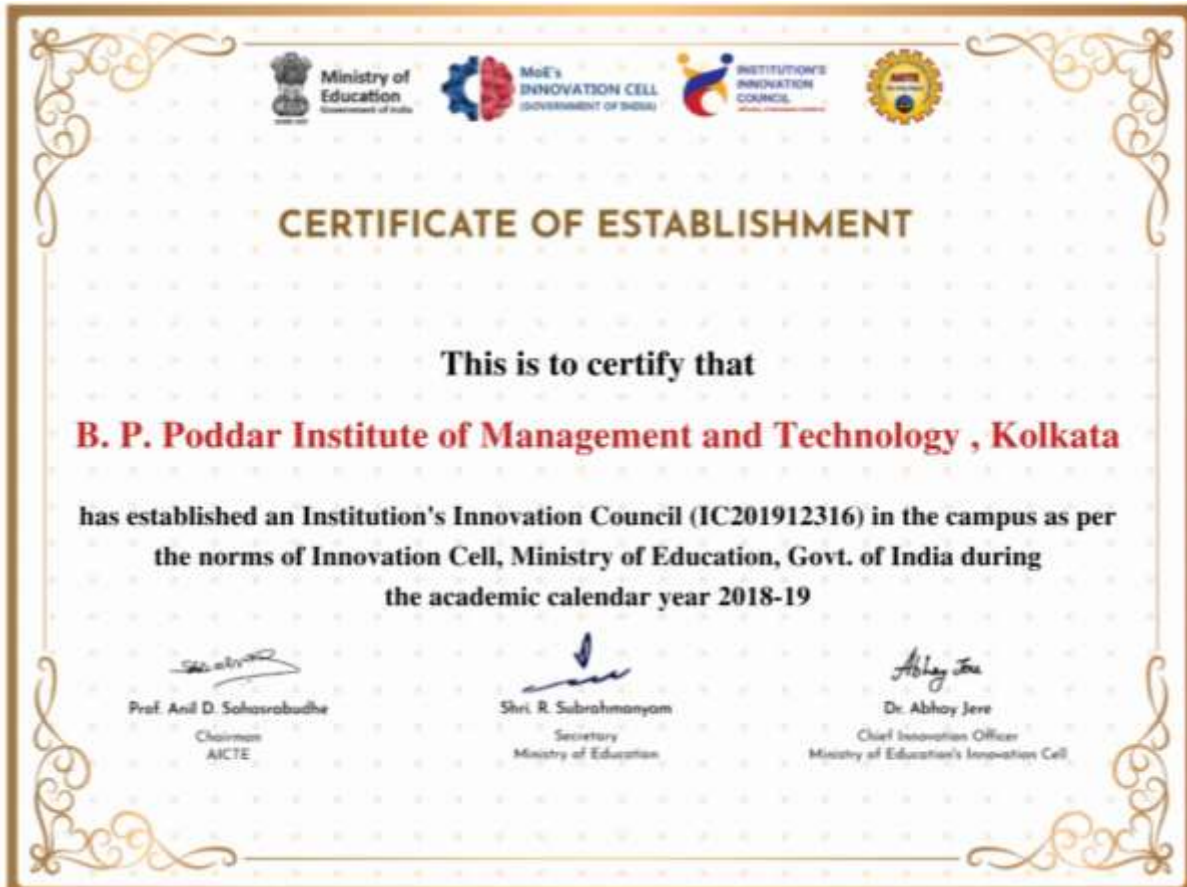 Ministry of
Education
Government of India
MoE's
INNOVATION CELL
(GOVERNMENT OF INDIA)
INSTITUTION'S
INNOVATION
COUNCIL
AICTE
CERTIFICATE OF ESTABLISHMENT
This is to certify that
B. P. Poddar Institute of Management and Technology , Kolkata
has established an Institution's Innovation Council (IC201912316) in the campus as per
the norms of Innovation Cell, Ministry of Education, Govt. of India during
the academic calendar year 2018-19
Abhay Jere
Prof. Anil D. Sahasrabudhe
Shri. R. Subrahmanyam
Dr. Abhay Jere
Chairman
Secretary
Chief Innovation Officer
AICTE
Ministry of Education
Ministry of Education's Innovation Cell